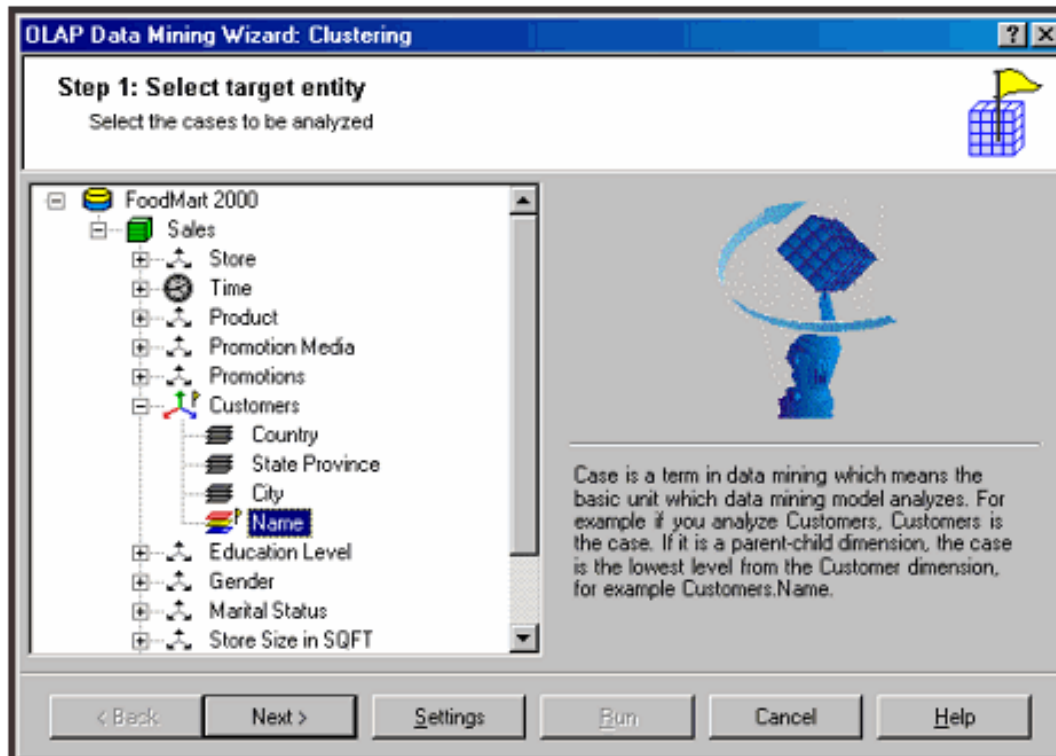 OLAP Data Mining Wizard: Clustering
Step 1: Select target entity
Select the cases to be analyzed
FoodMart 2000
Sales
Store
Time
Product
Promotion Media
Promotions
Customers
Country
State Province
City
Name
Education Level
Gender
Marital Status
Store Size in SQFT
Case is a term in data mining which means the
basic unit which data mining model analyzes. For
example if you analyze Customers, Customers is
the case. If it is a parent-child dimension, the case
is the lowest level from the Customer dimension,
for example Customers.Name.
< Back
Next >
Settings
Run
Cancel
Help